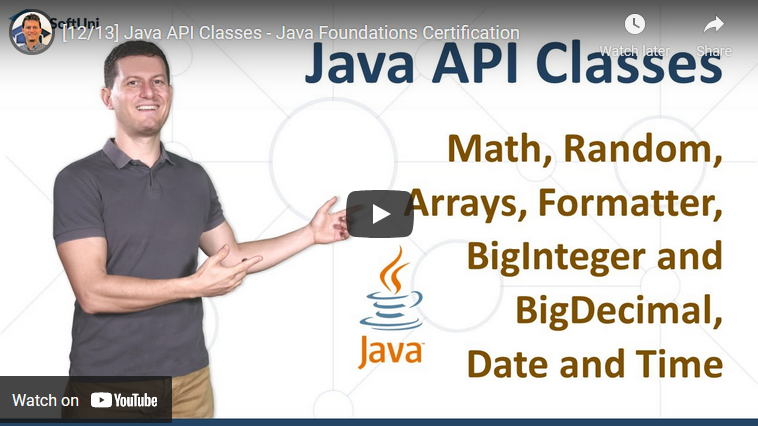 SoftUni
[12/13] Java API Classes - Java Foundations Certification
Watch later
Share
Java API Classes
Math, Random,
Arrays, Formatter,
BigInteger and
BigDecimal,
Date and Time
Java
Watch on YouTube